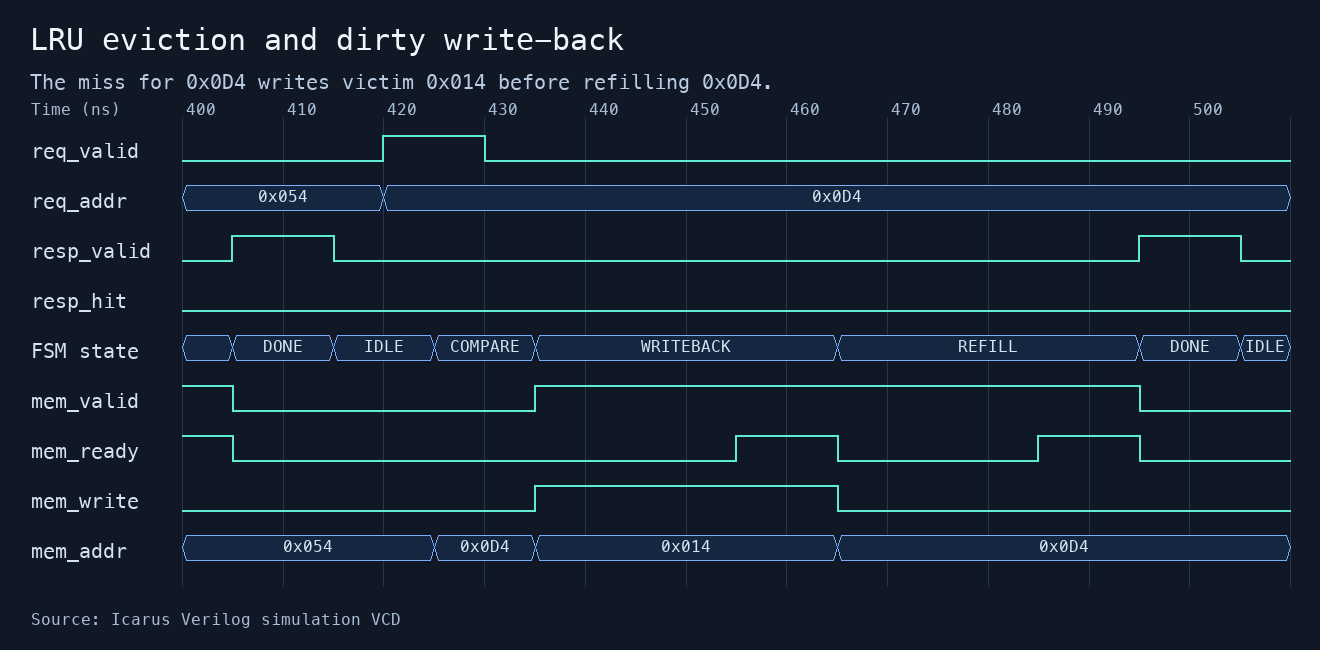 LRU eviction and dirty write—back
The miss for 0x0D4 writes victim 0x014 before refilling 0x0D4.
Time (ns) 400 410 420 430 440 450 460 470 480 490 500
req_valid
req_addr 0x054 0x0D4
resp_valid
resp_hit
FSM state DONE IDLE COMPARE WRITEBACK REFILL DONE IDLE
mem_valid
mem_ready
mem_write
mem_addr 0x054 0x0D4 0x014 0x0D4
Source: Icarus Verilog simulation VCD